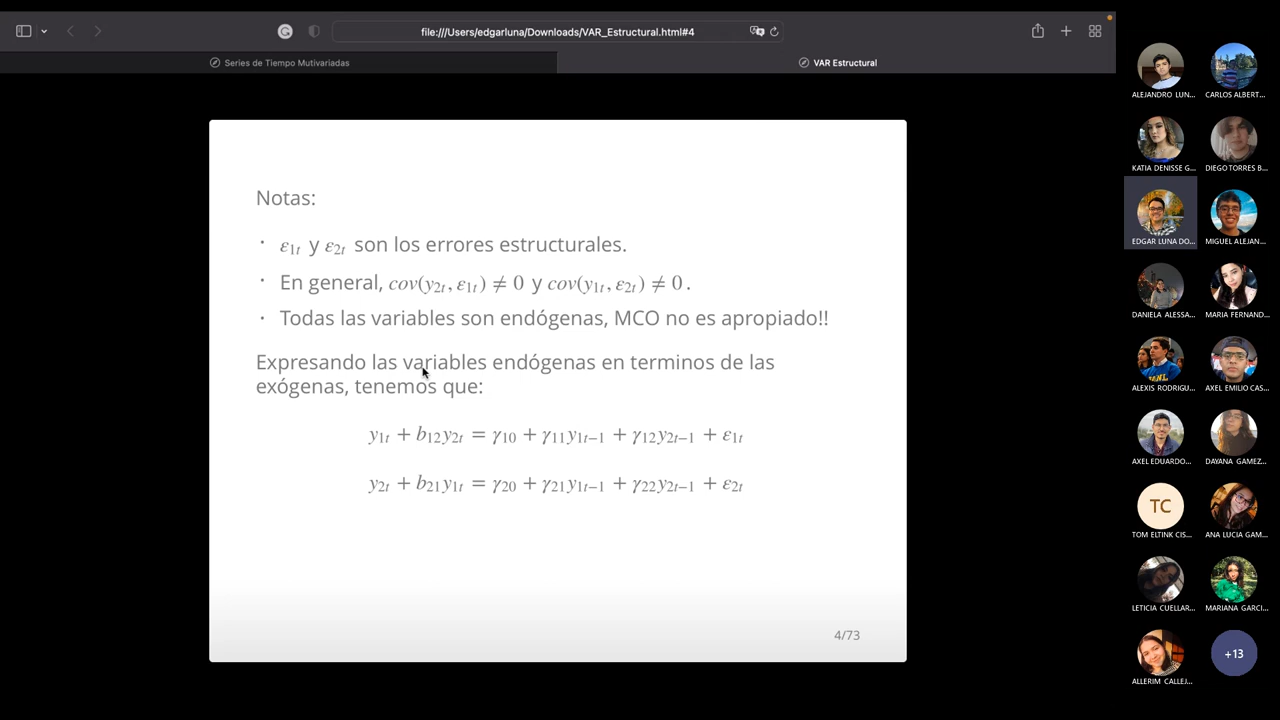 file:///Users/edgarluna/Downloads/VAR_Estructural.html#4
Series de Tiempo Mutivariadas
VAR Estructural
Notas:
· ε1t y ε2t son los errores estructurales.
· En general, cov(y2t, ε1t) ≠ 0 y cov(y1t, ε2t) ≠ 0.
· Todas las variables son endógenas, MCO no es apropiado!!
Expresando las variables endógenas en terminos de las
exógenas, tenemos que:
y1t + b12y2t = γ10 + γ11y1t−1 + γ12y2t−1 + ε1t
y2t + b21y1t = γ20 + γ21y1t−1 + γ22y2t−1 + ε2t
4/73
ALEJANDRO LUN...
CARLOS ALBERT...
KATIA DENISSE G...
DIEGO TORRES B...
EDGAR LUNA DO...
MIGUEL ALEJAN...
DANIELA ALESSA...
MARIA FERNAND...
ALEXIS RODRIGU...
AXEL EMILIO CAS...
AXEL EDUARDO...
DAYANA GAMEZ...
TC
TOM ELTINK CIS...
ANA LUCIA GAM...
LETICIA CUELLAR...
MARIANA GARCI...
ALLERIM CALLEJ...
+13